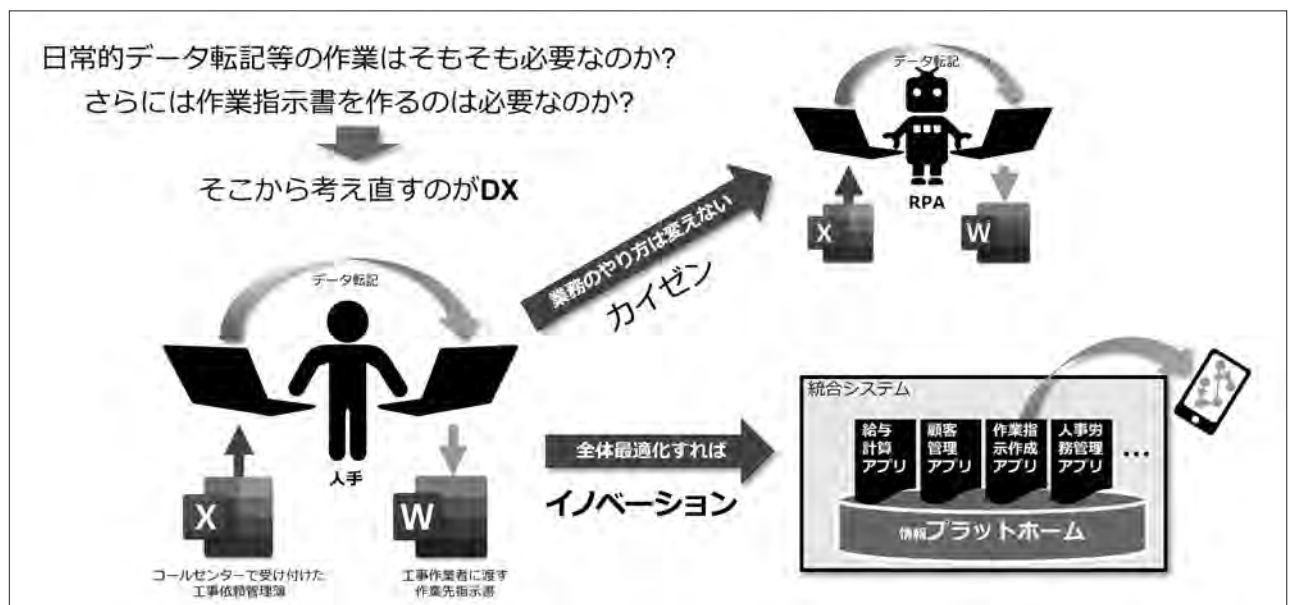 日常的データ転記等の作業はそもそも必要なのか?
さらには作業指示書を作るのは必要なのか?
そこから考え直すのがDX
データ転記
人手
X
W
コールセンターで受け付けた
工事依頼管理簿
工事作業者に渡す
作業先指示書
業務のやり方は変えない
カイゼン
データ転記
RPA
X
W
全体最適化すれば
イノベーション
統合システム
給与
計算
アプリ
顧客
管理
アプリ
作業指
示作成
アプリ
人事労
務管理
アプリ
…
情報プラットホーム